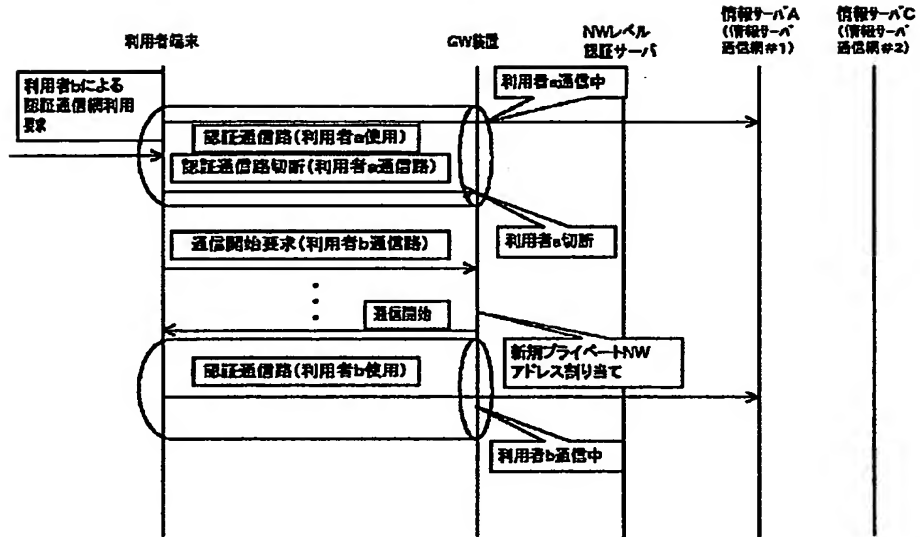 利用者端末
GW装置
NWレベル
認証サーバ
情報サーバA
(情報サーバ
通信網#1)
情報サーバC
(情報サーバ
通信網#2)
利用者bによる
認証通信網利用
要求
利用者a通信中
認証通信路(利用者a使用)
認証通信路切断(利用者a通信路)
利用者a切断
通信開始要求(利用者b通信路)
通信開始
新規プライベートNW
アドレス割り当て
認証通信路(利用者b使用)
利用者b通信中